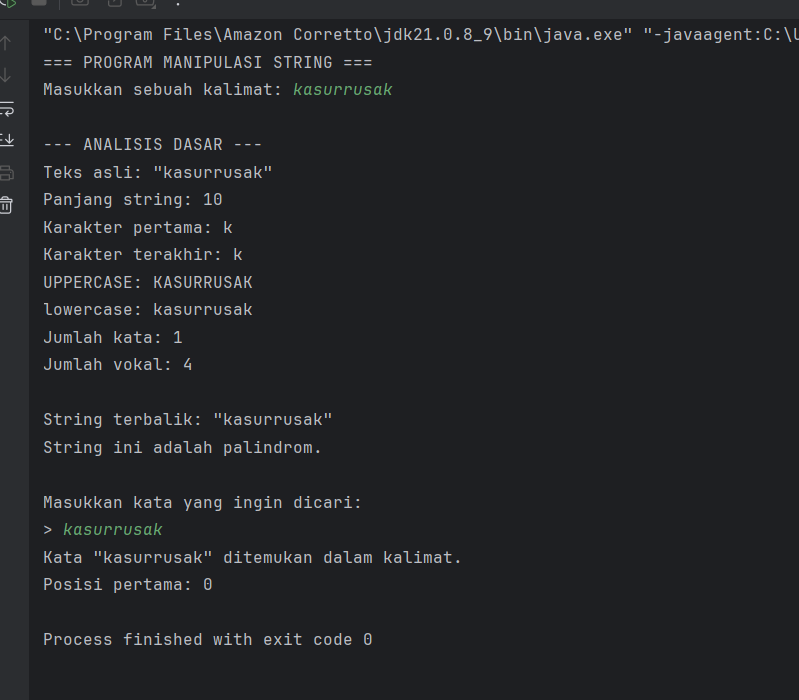 "C:\Program Files\Amazon Corretto\jdk21.0.8_9\bin\java.exe" "-javaagent:C:\
=== PROGRAM MANIPULASI STRING ===
Masukkan sebuah kalimat: kasurrusak
--- ANALISIS DASAR ---
Teks asli: "kasurrusak"
Panjang string: 10
Karakter pertama: k
Karakter terakhir: k
UPPERCASE: KASURRUSAK
lowercase: kasurrusak
Jumlah kata: 1
Jumlah vokal: 4
String terbalik: "kasurrusak"
String ini adalah palindrom.
Masukkan kata yang ingin dicari:
> kasurrusak
Kata "kasurrusak" ditemukan dalam kalimat.
Posisi pertama: 0
Process finished with exit code 0